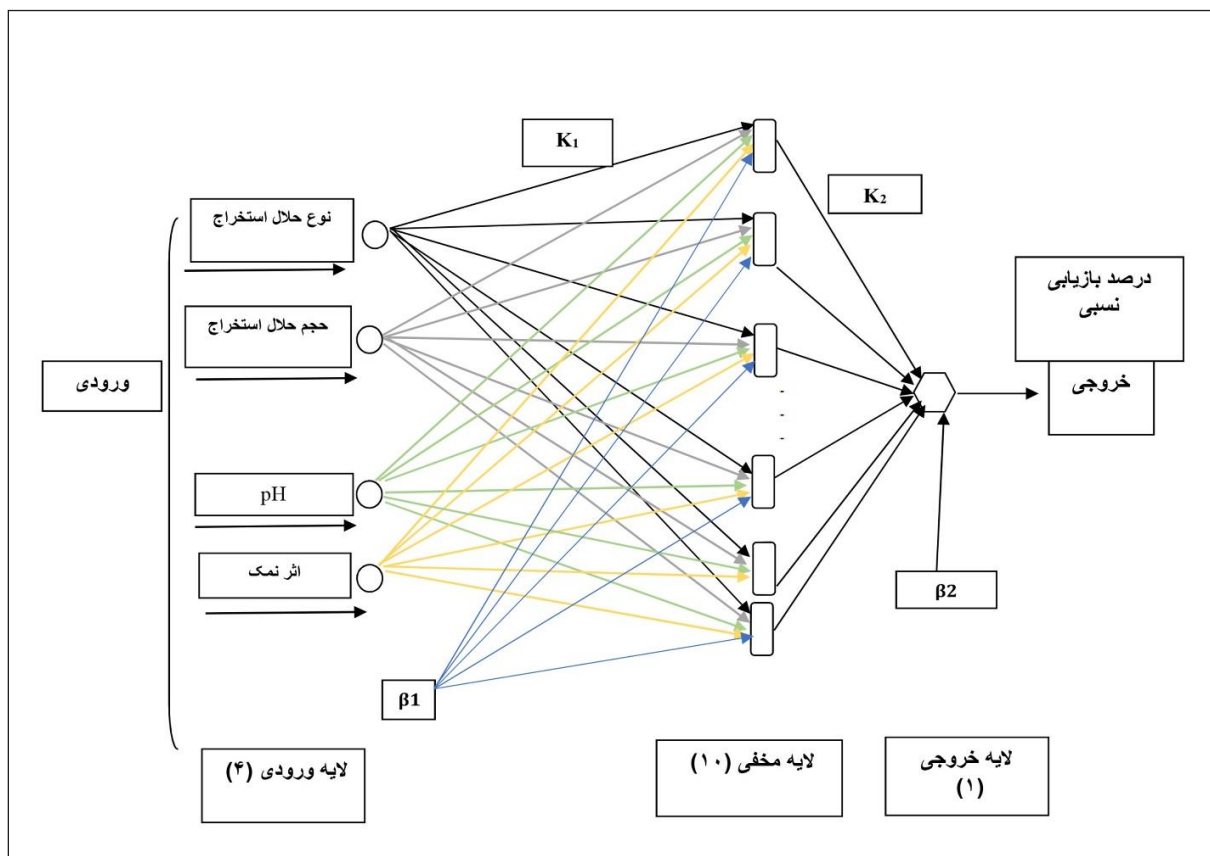 K₁
K₂
نوع حلال استخراج
حجم حلال استخراج
ورودی
pH
اثر نمک
درصد بازیابی
نسبی
خروجی
β1
β2
لایه ورودی (۴)
لایه مخفی (۱۰)
لایه خروجی
(۱)